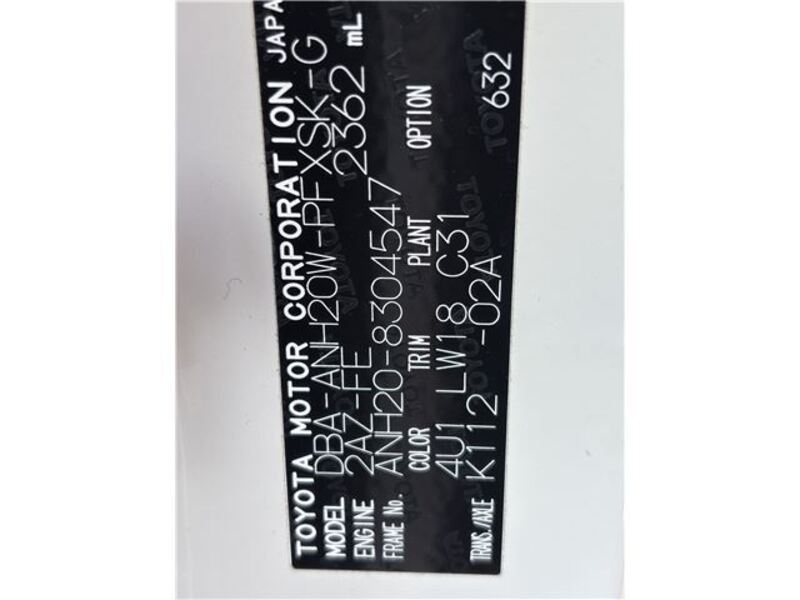 TOYOTA MOTOR CORPORATION JAPA
MODEL DBA-ANH20W-PFXSK-G
ENGINE 2AZ-FE 2362 mL
FRAME No. ANH20-8304547
COLOR TRIM PLANT OPTION
4U1 LW18 C31 632
TRANS./AXLE K112 -02A